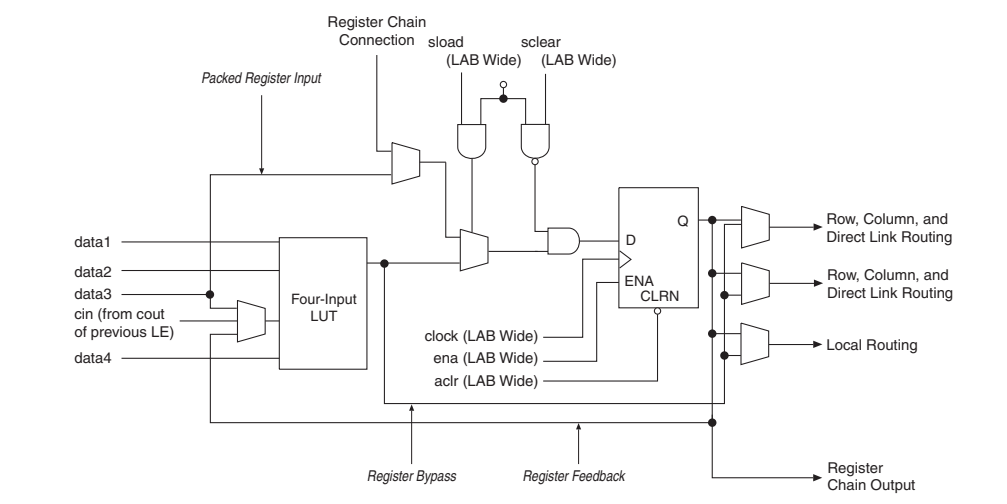 Register Chain
Connection
sload
(LAB Wide)
sclear
(LAB Wide)
Packed Register Input
data1
data2
data3
cin (from cout
of previous LE)
data4
Four-Input
LUT
D
Q
ENA
CLRN
clock (LAB Wide)
ena (LAB Wide)
aclr (LAB Wide)
Row, Column, and
Direct Link Routing
Row, Column, and
Direct Link Routing
Local Routing
Register Bypass
Register Feedback
Register
Chain Output